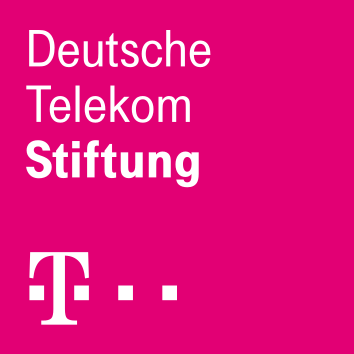 Deutsche
Telekom
Stiftung
T